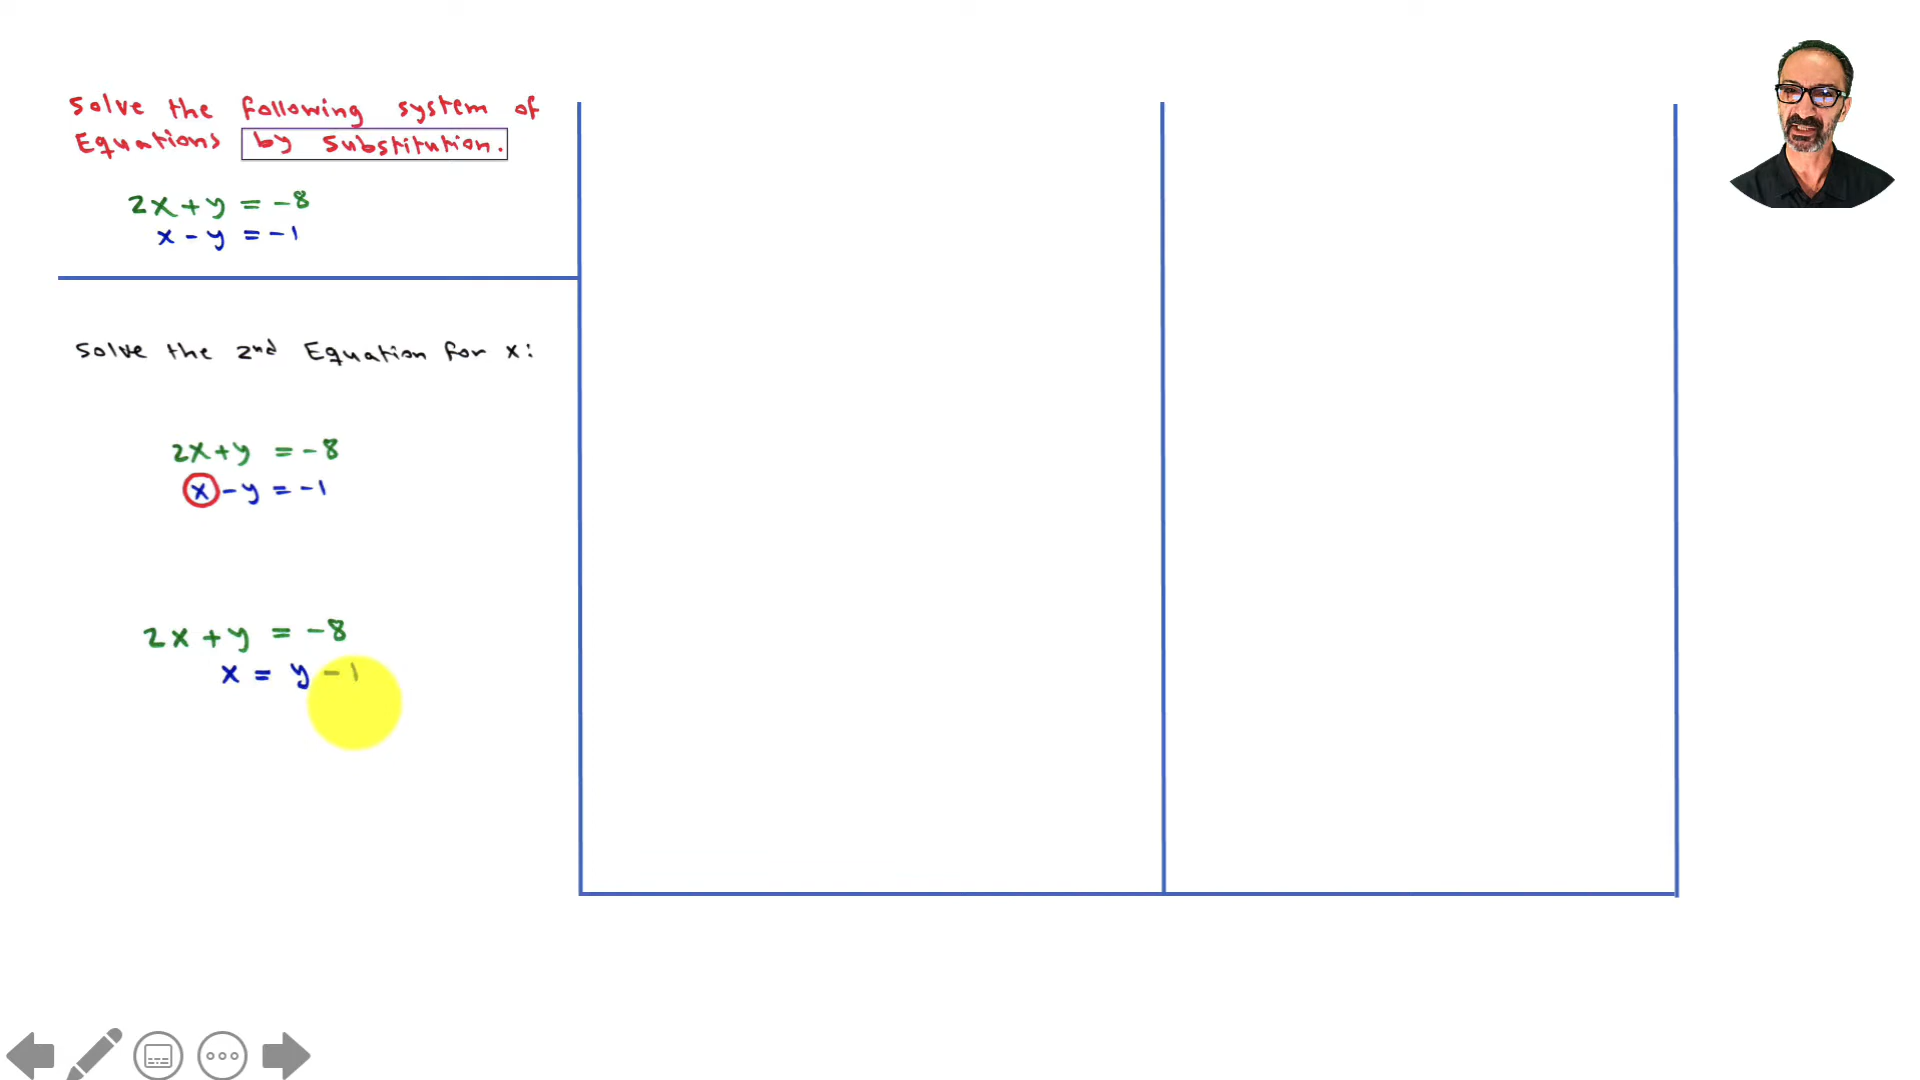 Solve the following system of
Equations by Substitution.
2x + y = -8
x - y = -1
Solve the 2nd Equation for x:
2x + y = -8
x - y = -1
2x + y = -8
x = y - 1